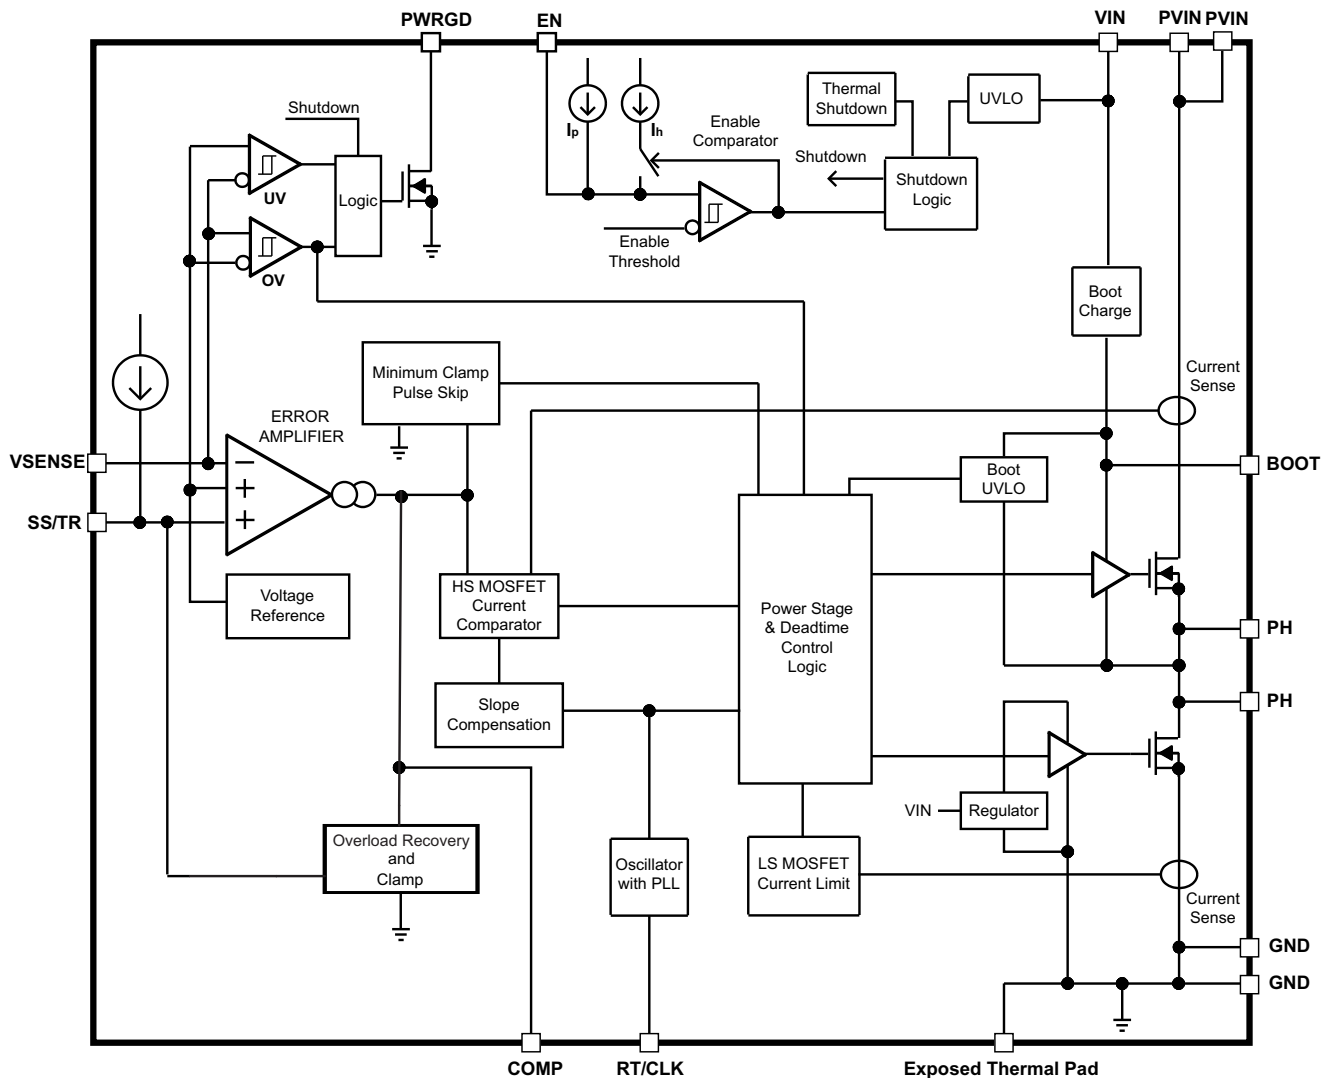 PWRGD
EN
VIN
PVIN
PVIN
Shutdown
Thermal
Shutdown
UVLO
Ip
Ih
Enable
Comparator
Shutdown
Shutdown
Logic
UV
Logic
Enable
Threshold
OV
Boot
Charge
Minimum Clamp
Pulse Skip
Current
Sense
ERROR
AMPLIFIER
VSENSE
−
+
+
SS/TR
Boot
UVLO
BOOT
Voltage
Reference
HS MOSFET
Current
Comparator
Power Stage
& Deadtime
Control
Logic
PH
PH
Slope
Compensation
VIN
Regulator
Overload Recovery
and
Clamp
Oscillator
with PLL
LS MOSFET
Current Limit
Current
Sense
GND
GND
COMP
RT/CLK
Exposed Thermal Pad